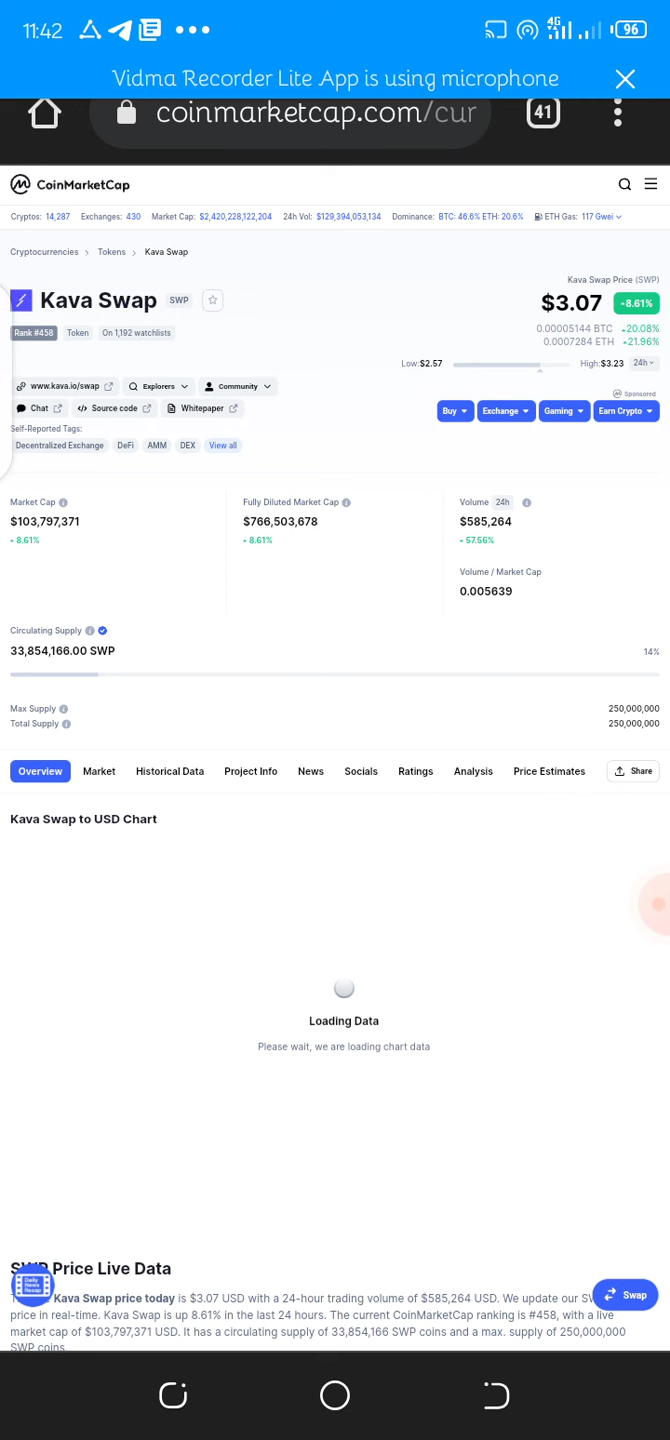 11:42
4G
96
Vidma Recorder Lite App is using microphone
coinmarketcap.com/cur
41
CoinMarketCap
Cryptos: 14,287 Exchanges: 430 Market Cap: $2,420,228,122,204 24h Vol: $129,394,053,134 Dominance: BTC: 46.6% ETH: 20.6% ETH Gas: 117 Gwei
Cryptocurrencies Tokens Kava Swap
Kava Swap Price (SWP)
Kava Swap SWP
$3.07 8.61%
Rank #458 Token On 1,192 watchlists
0.00005144 BTC 20.08%
0.0007284 ETH 21.96%
Low:$2.57 High:$3.23 24h
www.kava.io/swap Explorers Community
Sponsored
Chat Source code Whitepaper
Buy Exchange Gaming Earn Crypto
Self-Reported Tags:
Decentralized Exchange DeFi AMM DEX View all
Market Cap Fully Diluted Market Cap Volume 24h
$103,797,371 $766,503,678 $585,264
8.61% 8.61% 57.56%
Volume / Market Cap
0.005639
Circulating Supply
33,854,166.00 SWP 14%
Max Supply 250,000,000
Total Supply 250,000,000
Overview Market Historical Data Project Info News Socials Ratings Analysis Price Estimates Share
Kava Swap to USD Chart
Loading Data
Please wait, we are loading chart data
SWP Price Live Data
Daily News Recap
Kava Swap price today is $3.07 USD with a 24-hour trading volume of $585,264 USD. We update our
Swap
price in real-time. Kava Swap is up 8.61% in the last 24 hours. The current CoinMarketCap ranking is #458, with a live
market cap of $103,797,371 USD. It has a circulating supply of 33,854,166 SWP coins and a max. supply of 250,000,000
SWP coins.